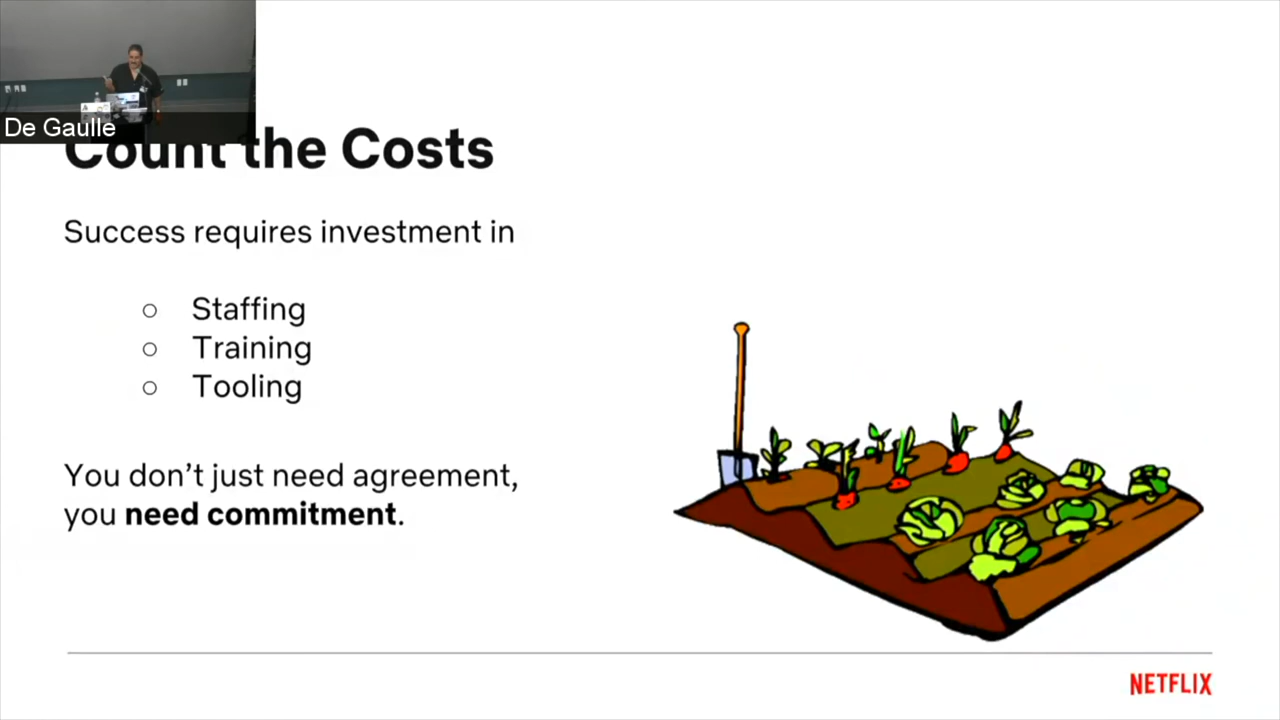 De Gaulle
Count the Costs
Success requires investment in
○ Staffing
○ Training
○ Tooling
You don’t just need agreement,
you need commitment.
NETFLIX